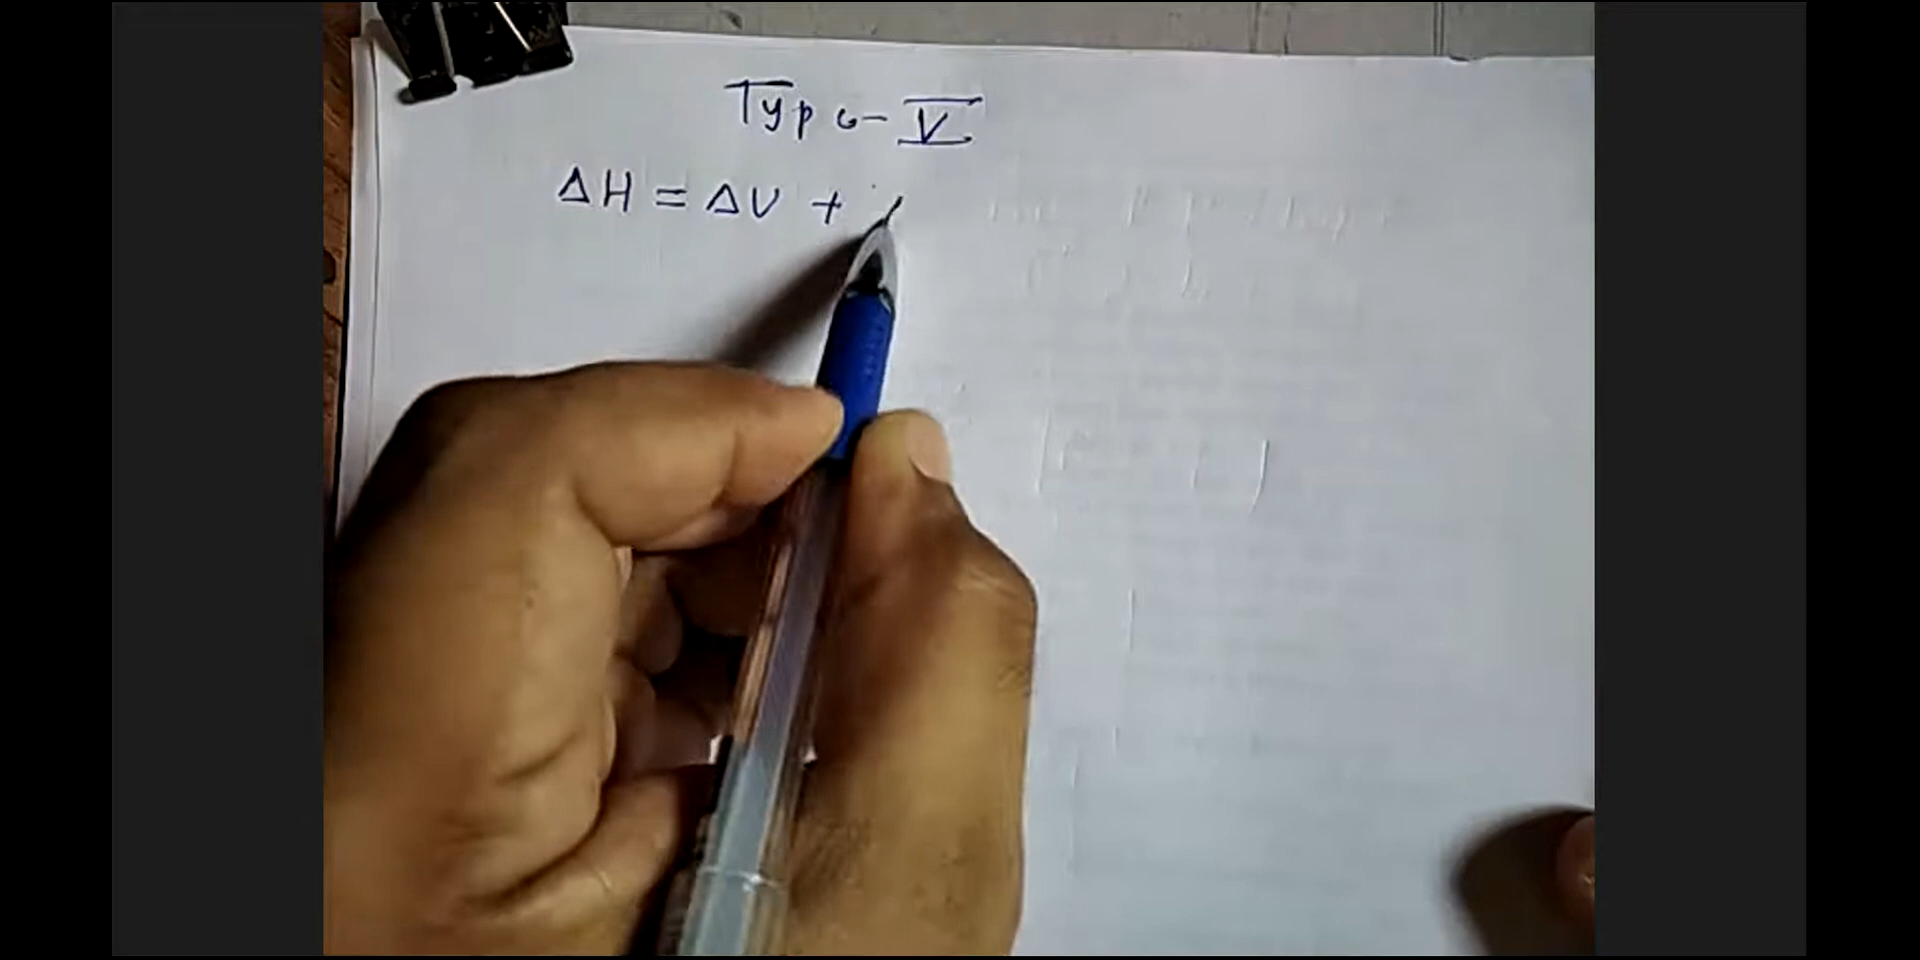 Type - V
ΔH = ΔU +